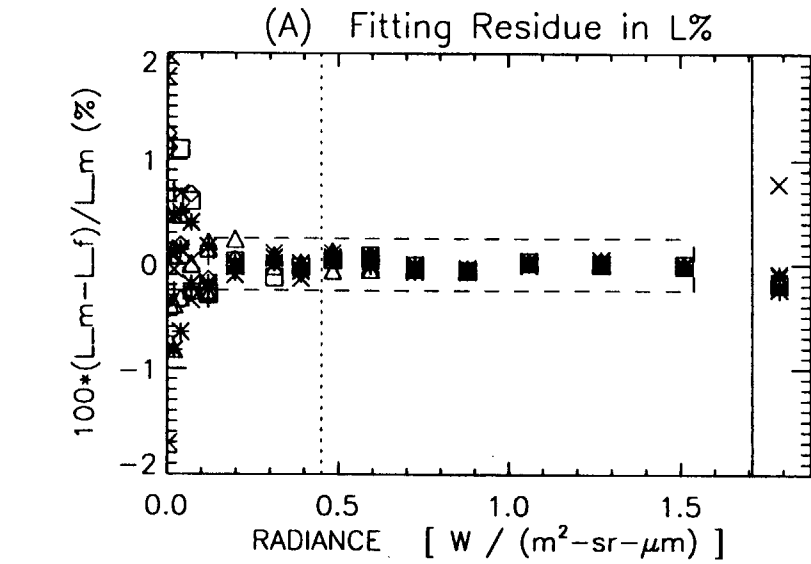 (A) Fitting Residue in L%
100*(L_m-L_f)/L_m (%)
2
1
0
-1
-2
0.0 0.5 1.0 1.5
RADIANCE [ W / (m²-sr-μm) ]